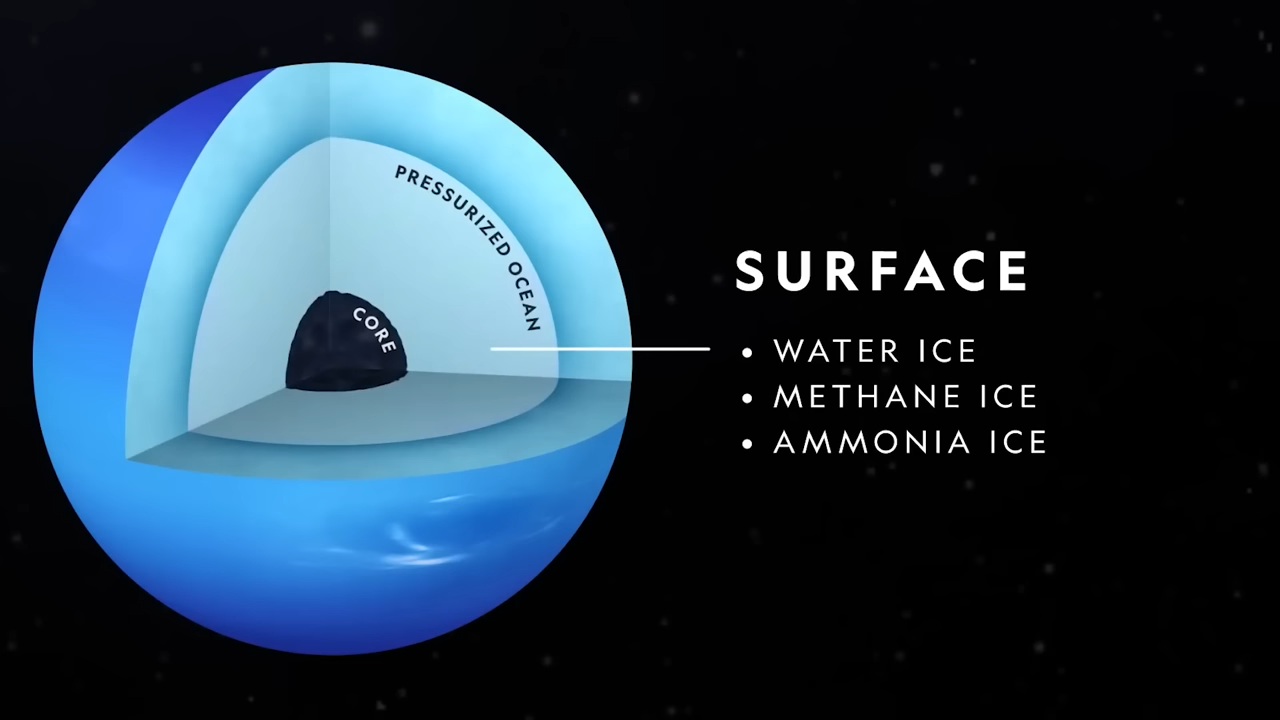 PRESSURIZED OCEAN
CORE
SURFACE
• WATER ICE
• METHANE ICE
• AMMONIA ICE